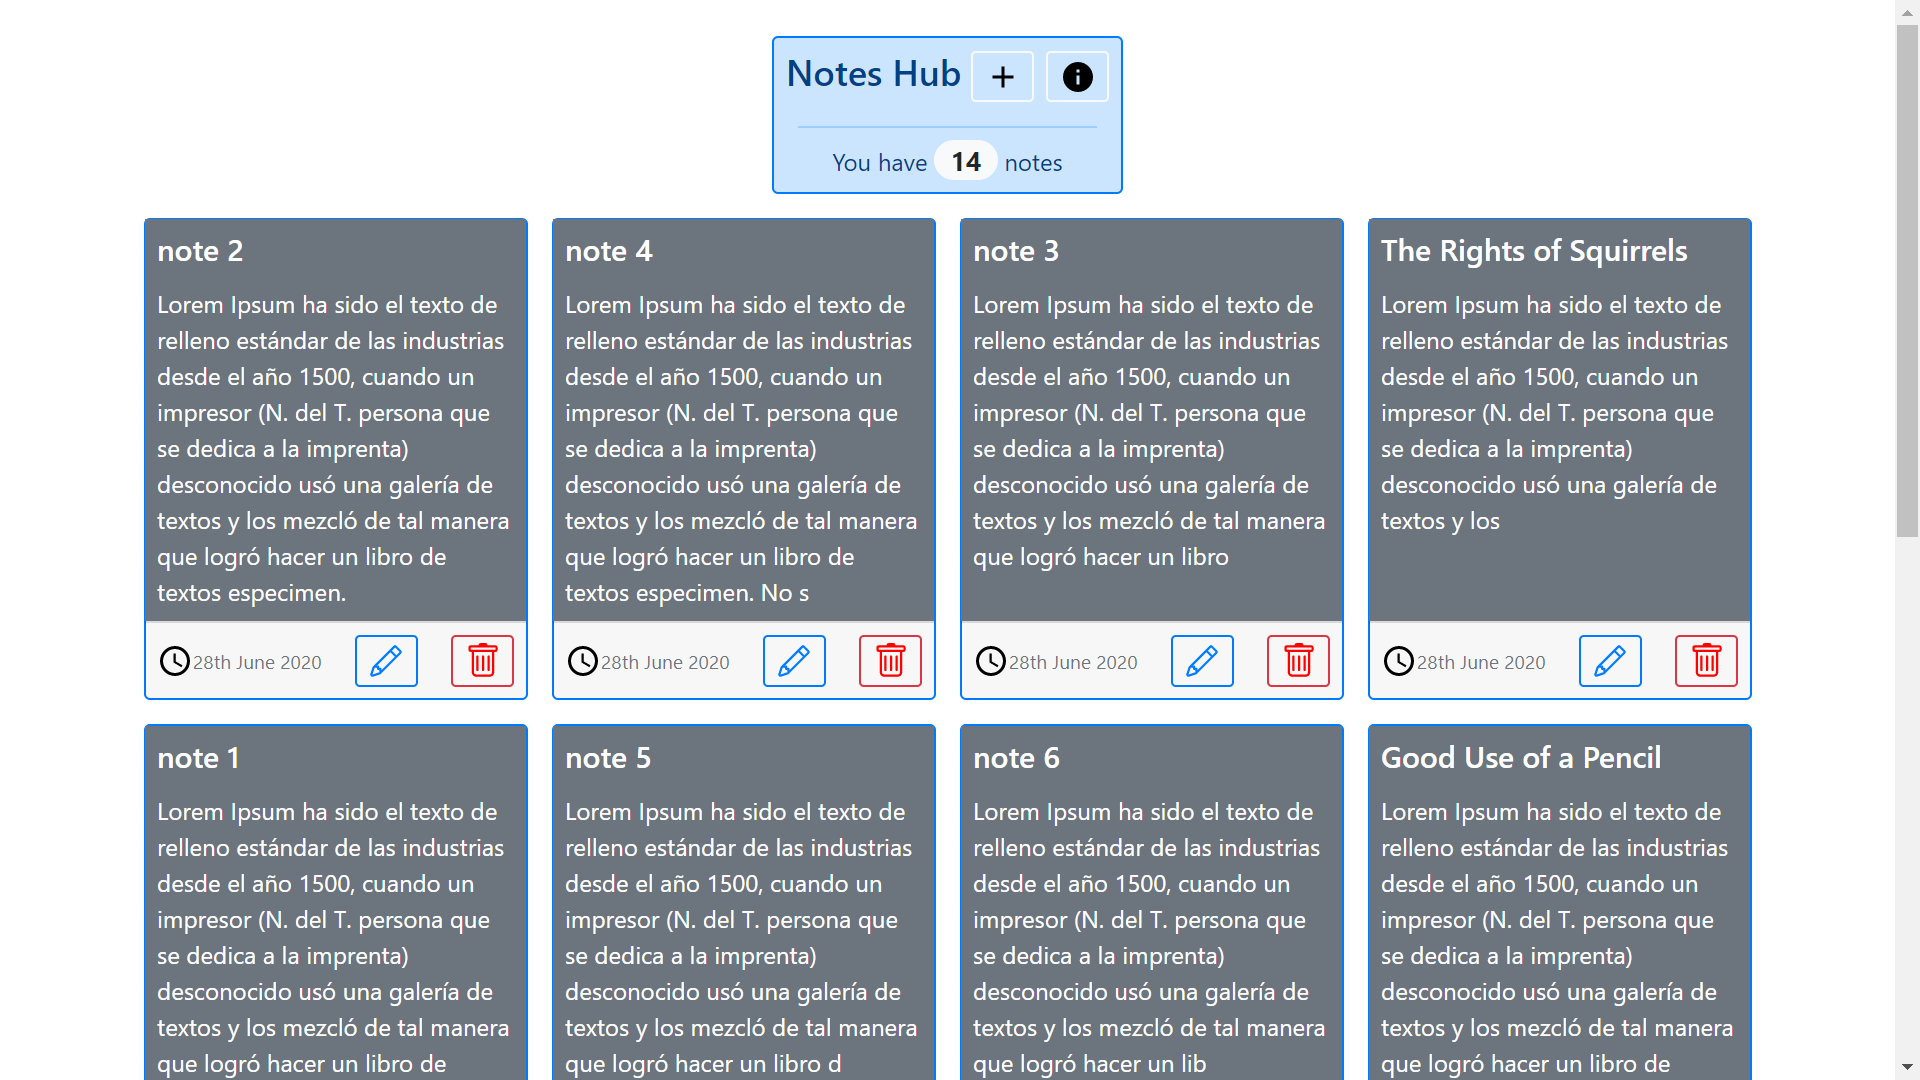 Notes Hub
You have 14 notes
note 2
Lorem Ipsum ha sido el texto de
relleno estándar de las industrias
desde el año 1500, cuando un
impresor (N. del T. persona que
se dedica a la imprenta)
desconocido usó una galería de
textos y los mezcló de tal manera
que logró hacer un libro de
textos especimen.
28th June 2020
note 4
Lorem Ipsum ha sido el texto de
relleno estándar de las industrias
desde el año 1500, cuando un
impresor (N. del T. persona que
se dedica a la imprenta)
desconocido usó una galería de
textos y los mezcló de tal manera
que logró hacer un libro de
textos especimen. No s
28th June 2020
note 3
Lorem Ipsum ha sido el texto de
relleno estándar de las industrias
desde el año 1500, cuando un
impresor (N. del T. persona que
se dedica a la imprenta)
desconocido usó una galería de
textos y los mezcló de tal manera
que logró hacer un libro
28th June 2020
The Rights of Squirrels
Lorem Ipsum ha sido el texto de
relleno estándar de las industrias
desde el año 1500, cuando un
impresor (N. del T. persona que
se dedica a la imprenta)
desconocido usó una galería de
textos y los
28th June 2020
note 1
Lorem Ipsum ha sido el texto de
relleno estándar de las industrias
desde el año 1500, cuando un
impresor (N. del T. persona que
se dedica a la imprenta)
desconocido usó una galería de
textos y los mezcló de tal manera
que logró hacer un libro de
note 5
Lorem Ipsum ha sido el texto de
relleno estándar de las industrias
desde el año 1500, cuando un
impresor (N. del T. persona que
se dedica a la imprenta)
desconocido usó una galería de
textos y los mezcló de tal manera
que logró hacer un libro d
note 6
Lorem Ipsum ha sido el texto de
relleno estándar de las industrias
desde el año 1500, cuando un
impresor (N. del T. persona que
se dedica a la imprenta)
desconocido usó una galería de
textos y los mezcló de tal manera
que logró hacer un lib
Good Use of a Pencil
Lorem Ipsum ha sido el texto de
relleno estándar de las industrias
desde el año 1500, cuando un
impresor (N. del T. persona que
se dedica a la imprenta)
desconocido usó una galería de
textos y los mezcló de tal manera
que logró hacer un libro de